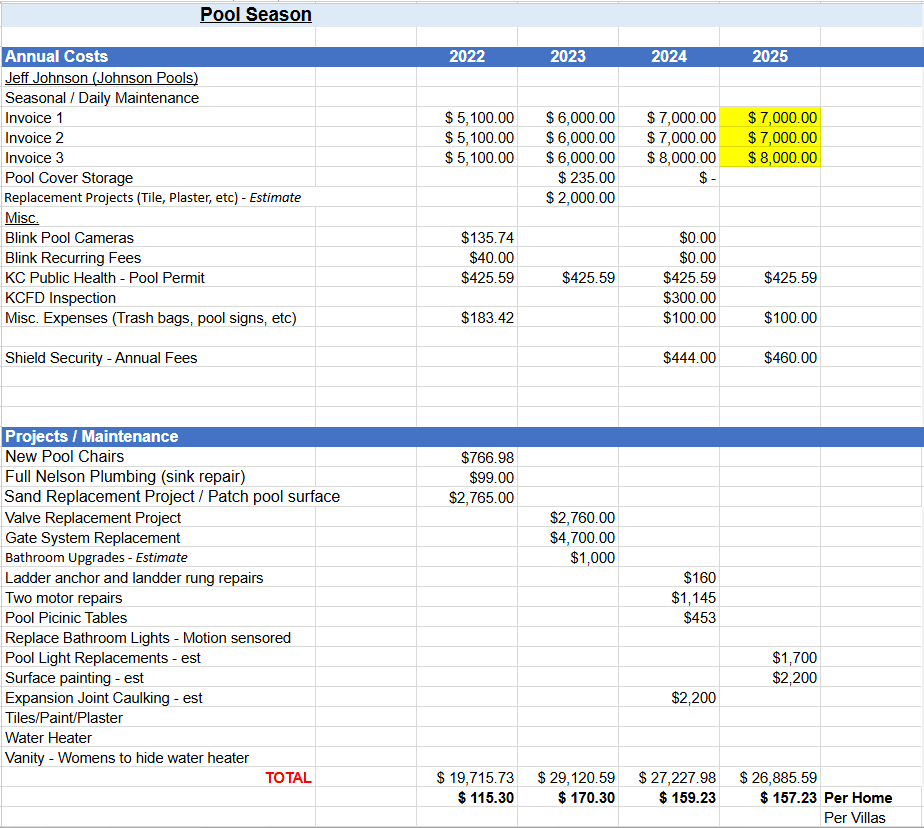 Pool Season
Annual Costs 2022 2023 2024 2025
Jeff Johnson (Johnson Pools)
Seasonal / Daily Maintenance
Invoice 1 $ 5,100.00 $ 6,000.00 $ 7,000.00 $ 7,000.00
Invoice 2 $ 5,100.00 $ 6,000.00 $ 7,000.00 $ 7,000.00
Invoice 3 $ 5,100.00 $ 6,000.00 $ 8,000.00 $ 8,000.00
Pool Cover Storage $ 235.00 $ -
Replacement Projects (Tile, Plaster, etc) - Estimate $ 2,000.00
Misc.
Blink Pool Cameras $135.74 $0.00
Blink Recurring Fees $40.00 $0.00
KC Public Health - Pool Permit $425.59 $425.59 $425.59 $425.59
KCFD Inspection $300.00
Misc. Expenses (Trash bags, pool signs, etc) $183.42 $100.00 $100.00
Shield Security - Annual Fees $444.00 $460.00
Projects / Maintenance
New Pool Chairs $766.98
Full Nelson Plumbing (sink repair) $99.00
Sand Replacement Project / Patch pool surface $2,765.00
Valve Replacement Project $2,760.00
Gate System Replacement $4,700.00
Bathroom Upgrades - Estimate $1,000
Ladder anchor and landder rung repairs $160
Two motor repairs $1,145
Pool Picinic Tables $453
Replace Bathroom Lights - Motion sensored
Pool Light Replacements - est $1,700
Surface painting - est $2,200
Expansion Joint Caulking - est $2,200
Tiles/Paint/Plaster
Water Heater
Vanity - Womens to hide water heater
TOTAL $ 19,715.73 $ 29,120.59 $ 27,227.98 $ 26,885.59
$ 115.30 $ 170.30 $ 159.23 $ 157.23 Per Home
Per Villas